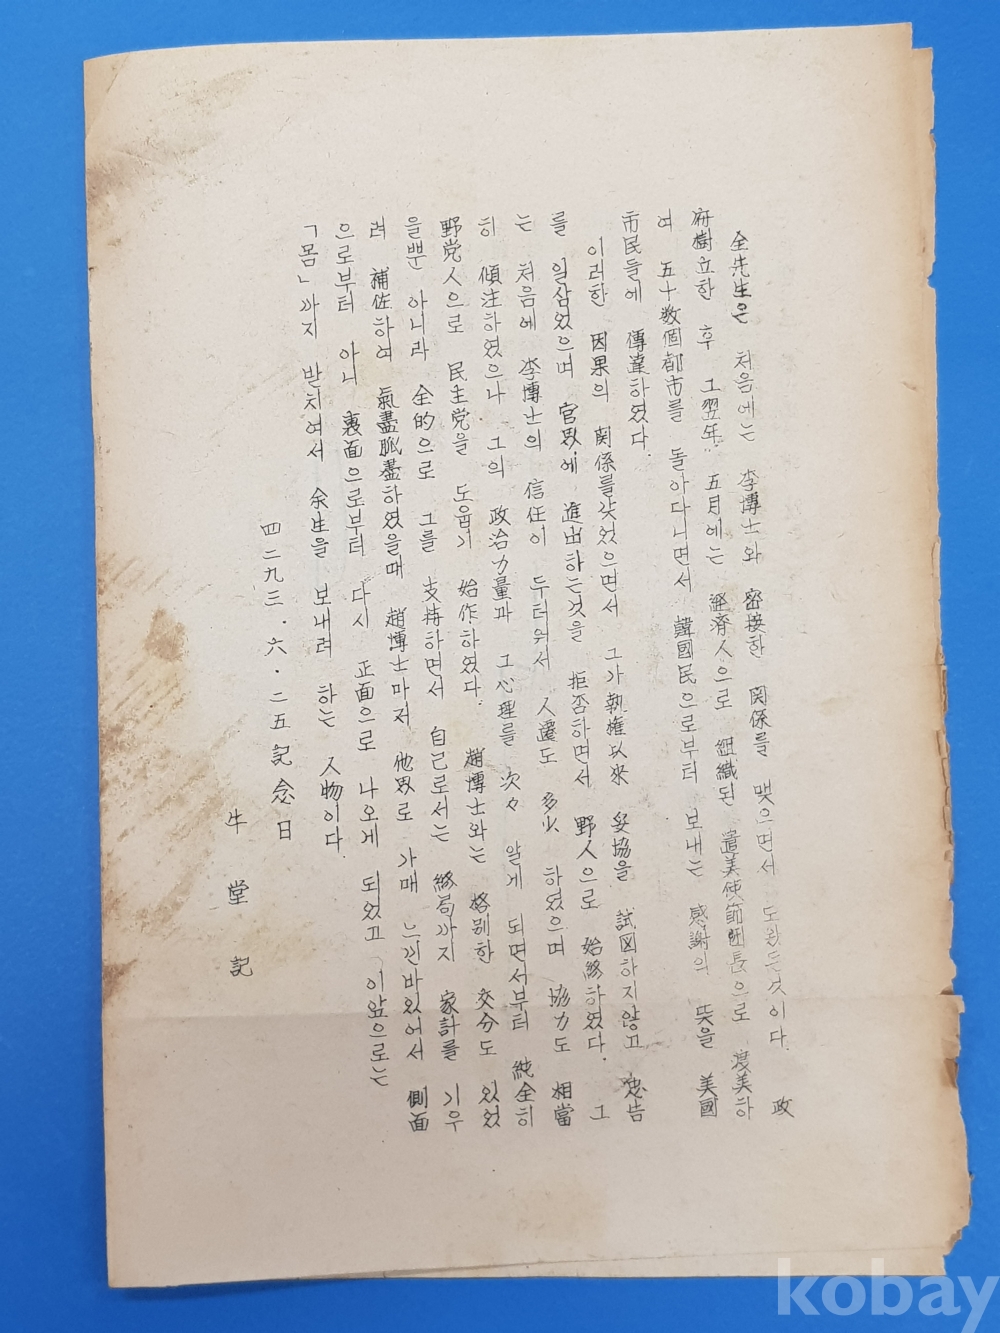 全先生은 처음에는 李博士와 密接한 関係를 맺으면서 도왔든것이다. 政
府樹立한 후 그翌年. 五月에는 經濟人으로 組織된 遣美使節団長으로 渡美하
여 五十数個都市를 돌아다니면서 韓國民으로부터 보내는 感謝의 뜻을 美國
市民들에 傳達하였다.
이러한 因果의 関係를갖었으면서 그가執権以來 妥協을 試図하지않고 忠告
를 일삼었으며 官界에 進出하는것을 拒否하면서 野人으로 始終하였다. 그
는 처음에 李博士의 信任이 두터워서 人選도 多少 하였으며 協力도 相當
히 傾注하였으나 그의 政治力量과 그心理를 次々 알게 되면서부터 純全히
野党人으로 民主党을 도웁기 始作하였다. 趙博士와는 格別한 交分도 있었
을뿐 아니라 全的으로 그를 支持하면서 自己로서는 終局까지 家計를 기우
려 補佐하여 氣盡脈盡하였을때 趙博士마저 他界로 가매 느낀바있어서 側面
으로부터 아니 裏面으로부터 다시 正面으로 나오게 되었고 「이앞으로는
「몸」까지 받치여서 余生을 보내려 하는 人物이다.
四二九三.六.二五記念日
牛堂記
kobay